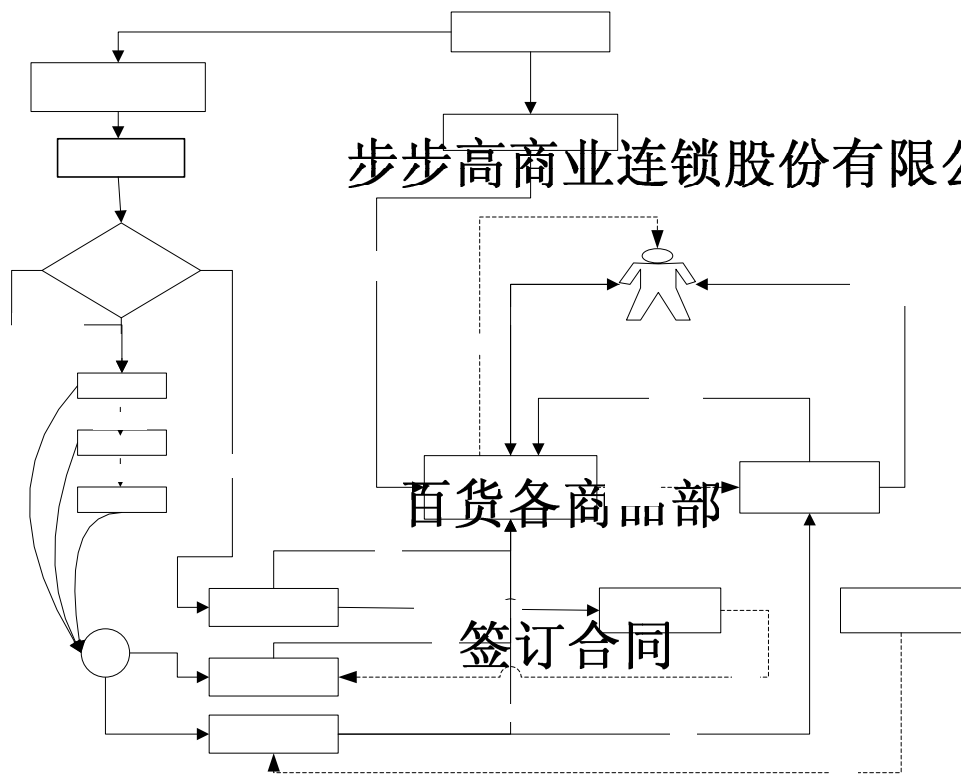 步步高商业连锁股份有限公
百货各商品部
签订合同